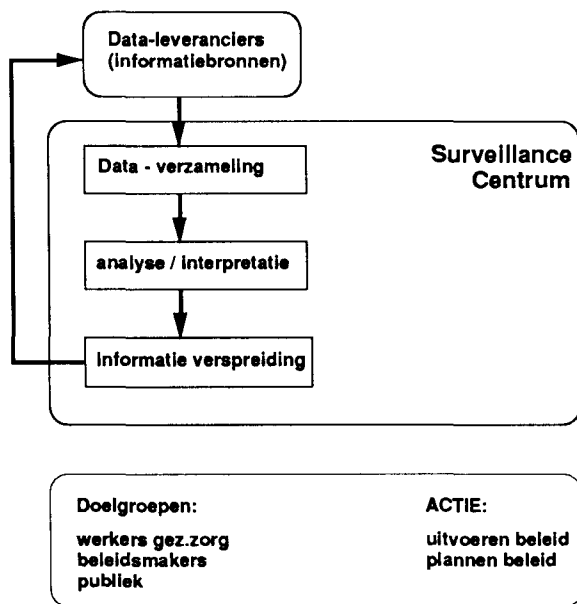 Data-leveranciers
(informatiebronnen)
Surveillance
Centrum
Data - verzameling
analyse / interpretatie
Informatie verspreiding
Doelgroepen:
werkers gez.zorg
beleidsmakers
publiek
ACTIE:
uitvoeren beleid
plannen beleid